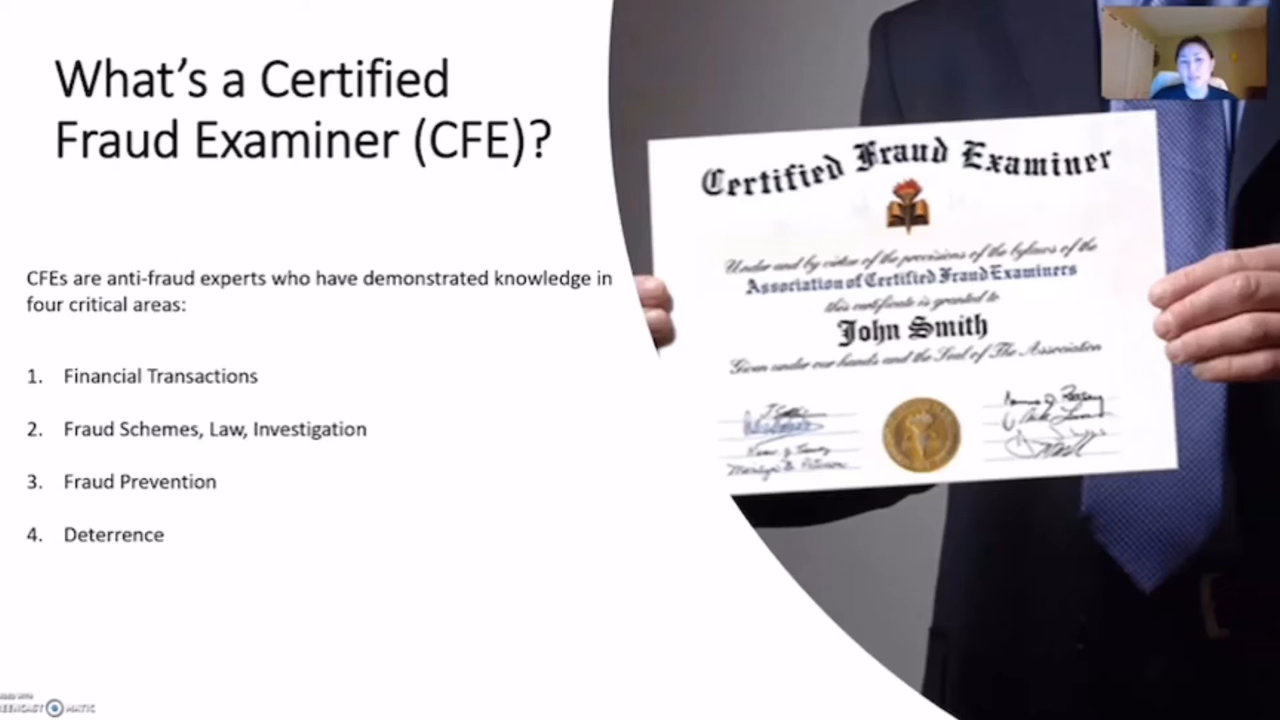 What's a Certified
Fraud Examiner (CFE)?
CFEs are anti-fraud experts who have demonstrated knowledge in
four critical areas:
1. Financial Transactions
2. Fraud Schemes, Law, Investigation
3. Fraud Prevention
4. Deterrence
Certified Fraud Examiner
Under and by virtue of the provisions of the bylaws of the
Association of Certified Fraud Examiners
this certificate is granted to
John Smith
Given under our hands and the Seal of The Association
MATIC